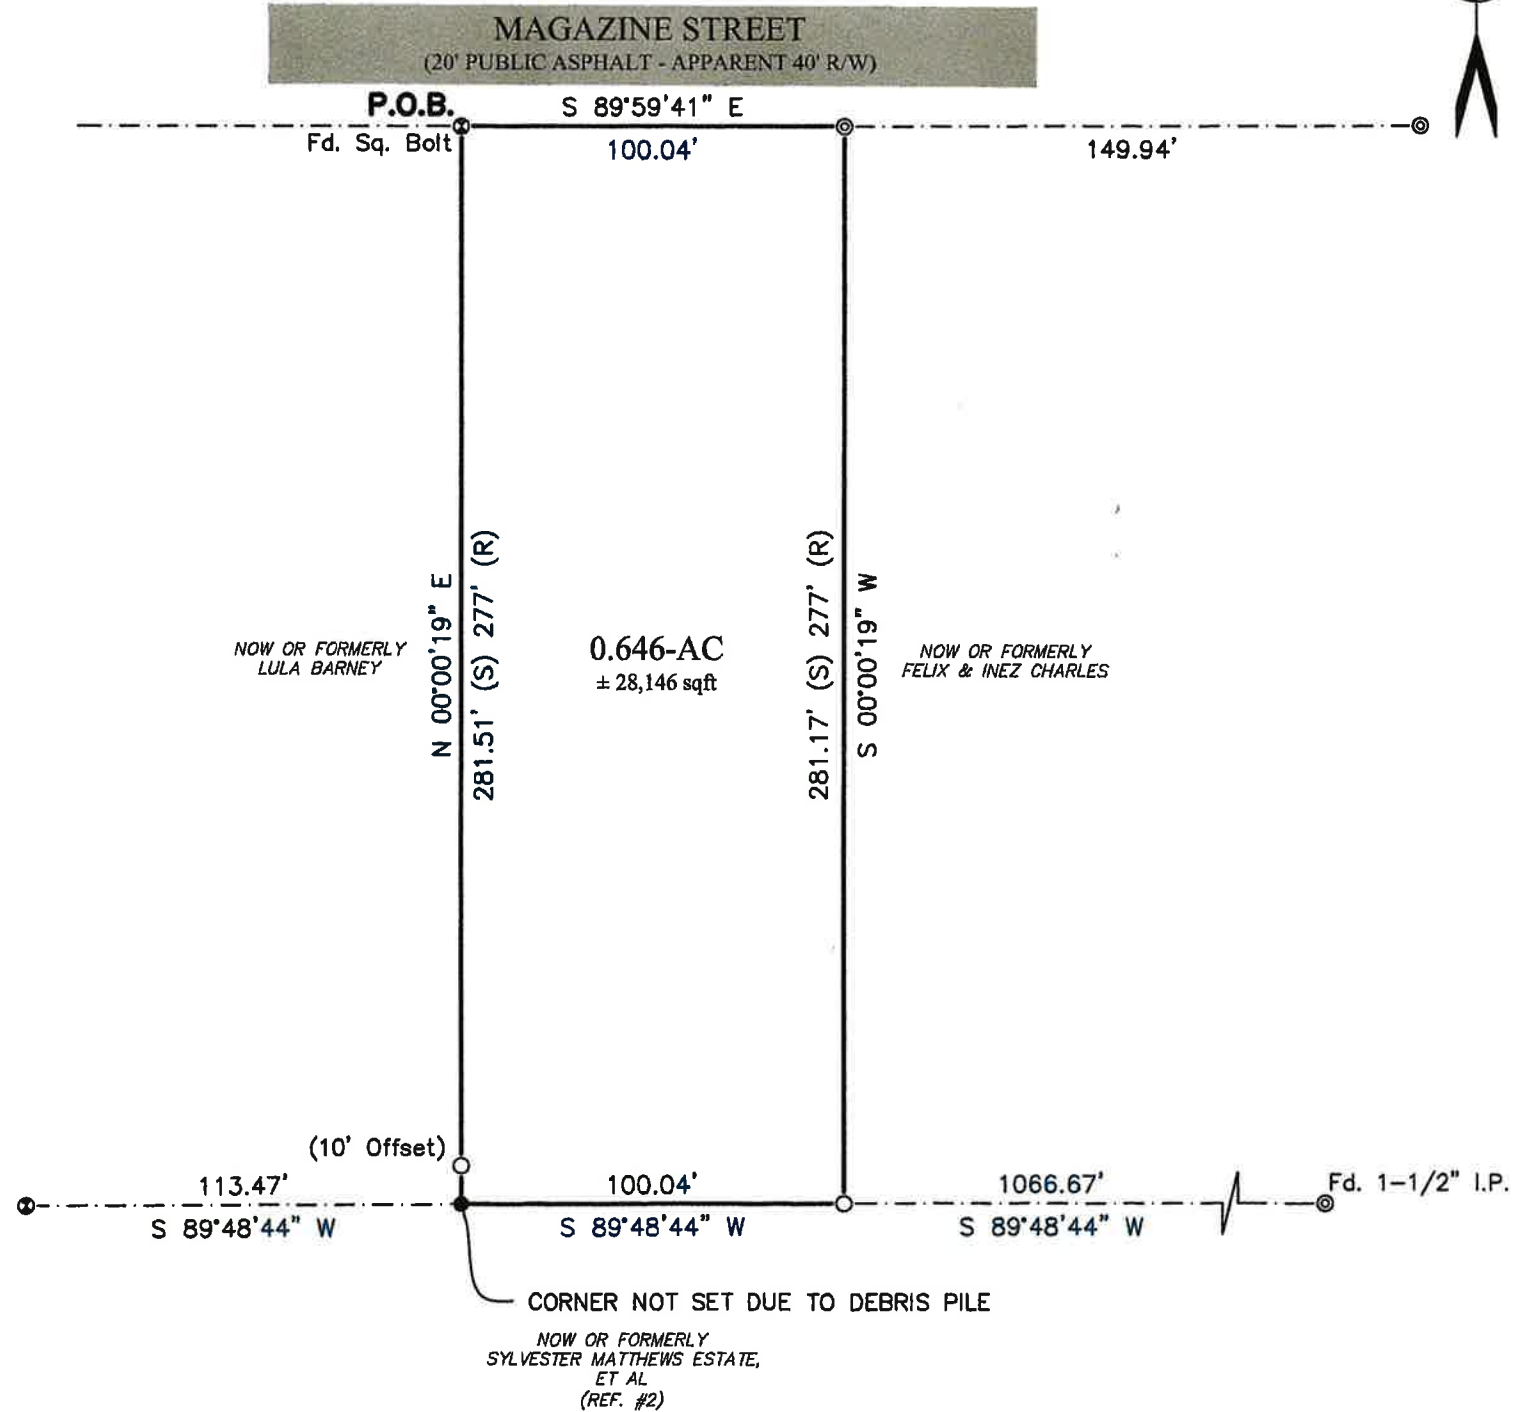 MAGAZINE STREET
(20' PUBLIC ASPHALT - APPARENT 40' R/W)
P.O.B.
S 89°59'41" E
Fd. Sq. Bolt
100.04'
149.94'
N 00°00'19" E
281.51' (S) 277' (R)
281.17' (S) 277' (R)
S 00°00'19" W
NOW OR FORMERLY
LULA BARNEY
0.646-AC
± 28,146 sqft
NOW OR FORMERLY
FELIX & INEZ CHARLES
(10' Offset)
113.47'
S 89°48'44" W
100.04'
S 89°48'44" W
1066.67'
S 89°48'44" W
Fd. 1-1/2" I.P.
CORNER NOT SET DUE TO DEBRIS PILE
NOW OR FORMERLY
SYLVESTER MATTHEWS ESTATE,
ET AL
(REF. #2)